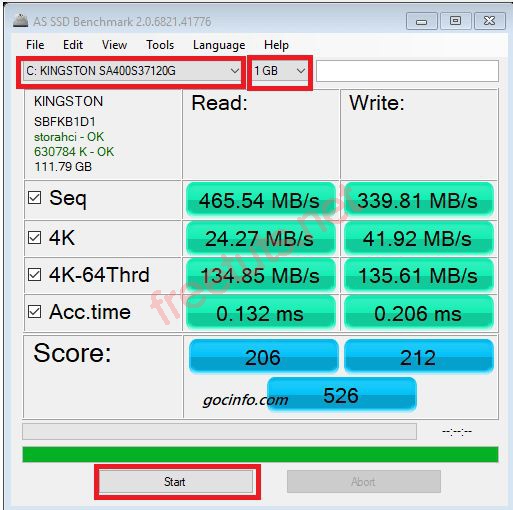 AS SSD Benchmark 2.0.6821.41776
File Edit View Tools Language Help
C: KINGSTON SA400S37120G 1 GB
KINGSTON
SBFKB1D1
storahci - OK
630784 K - OK
111.79 GB
Read: Write:
Seq 465.54 MB/s 339.81 MB/s
4K 24.27 MB/s 41.92 MB/s
4K-64Thrd 134.85 MB/s 135.61 MB/s
Acc.time 0.132 ms 0.206 ms
Score: 206 212
526
freetuts.net
gocinfo.com
--:--:--
Start Abort